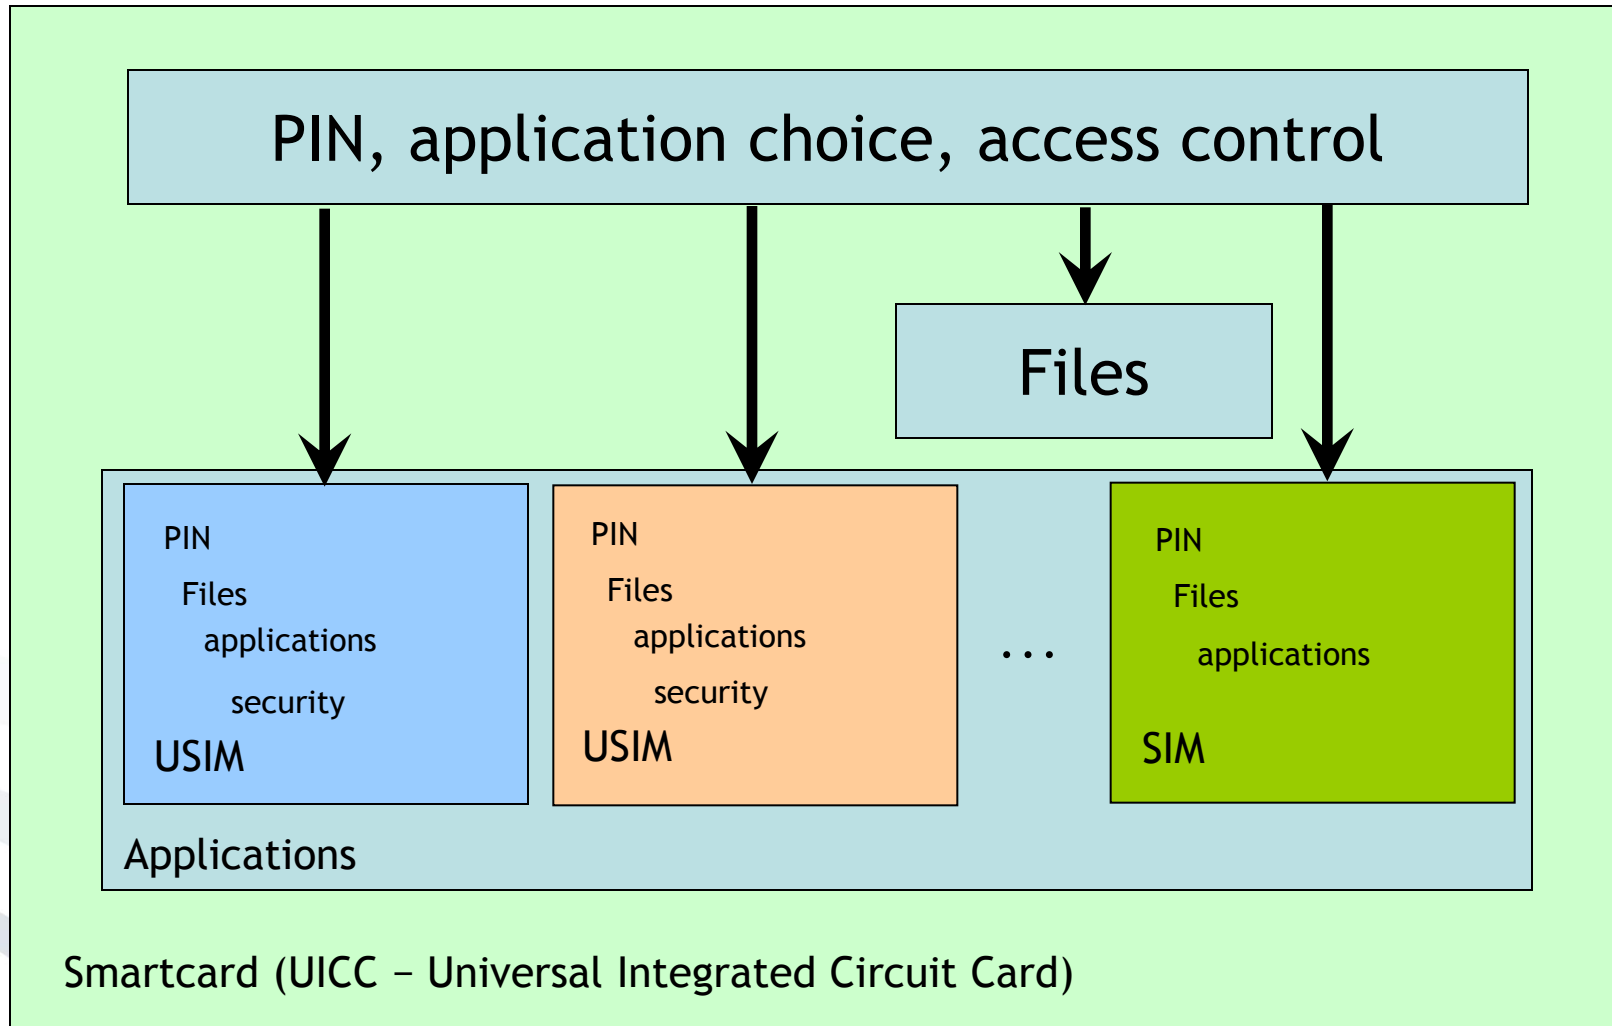 PIN, application choice, access control
Files
PIN
Files
applications
security
USIM
PIN
Files
applications
security
USIM
...
PIN
Files
applications
SIM
Applications
Smartcard (UICC – Universal Integrated Circuit Card)